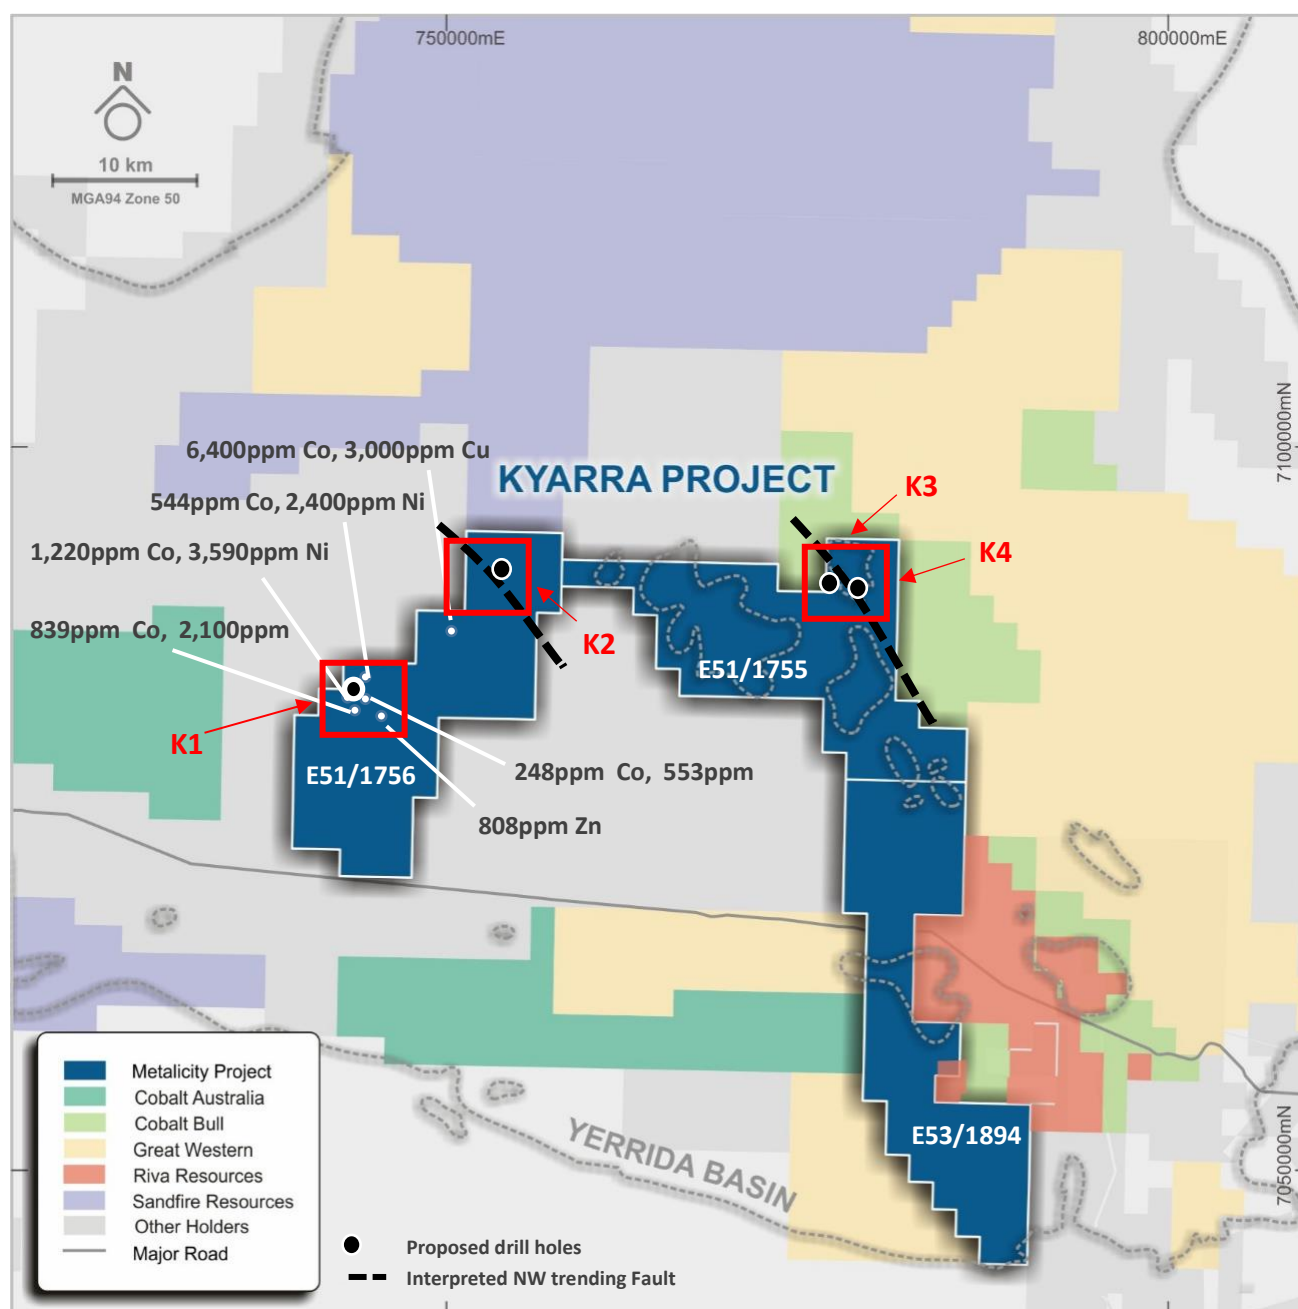 750000mE
800000mE
N
10 km
MGA94 Zone 50
7100000mN
6,400ppm Co, 3,000ppm Cu
KYARRA PROJECT
K3
544ppm Co, 2,400ppm Ni
1,220ppm Co, 3,590ppm Ni
K4
839ppm Co, 2,100ppm
K2
E51/1755
K1
E51/1756
248ppm Co, 553ppm
808ppm Zn
Metalicity Project
Cobalt Australia
Cobalt Bull
Great Western
Riva Resources
Sandfire Resources
Other Holders
Major Road
YERRIDA BASIN
E53/1894
7050000mN
Proposed drill holes
Interpreted NW trending Fault